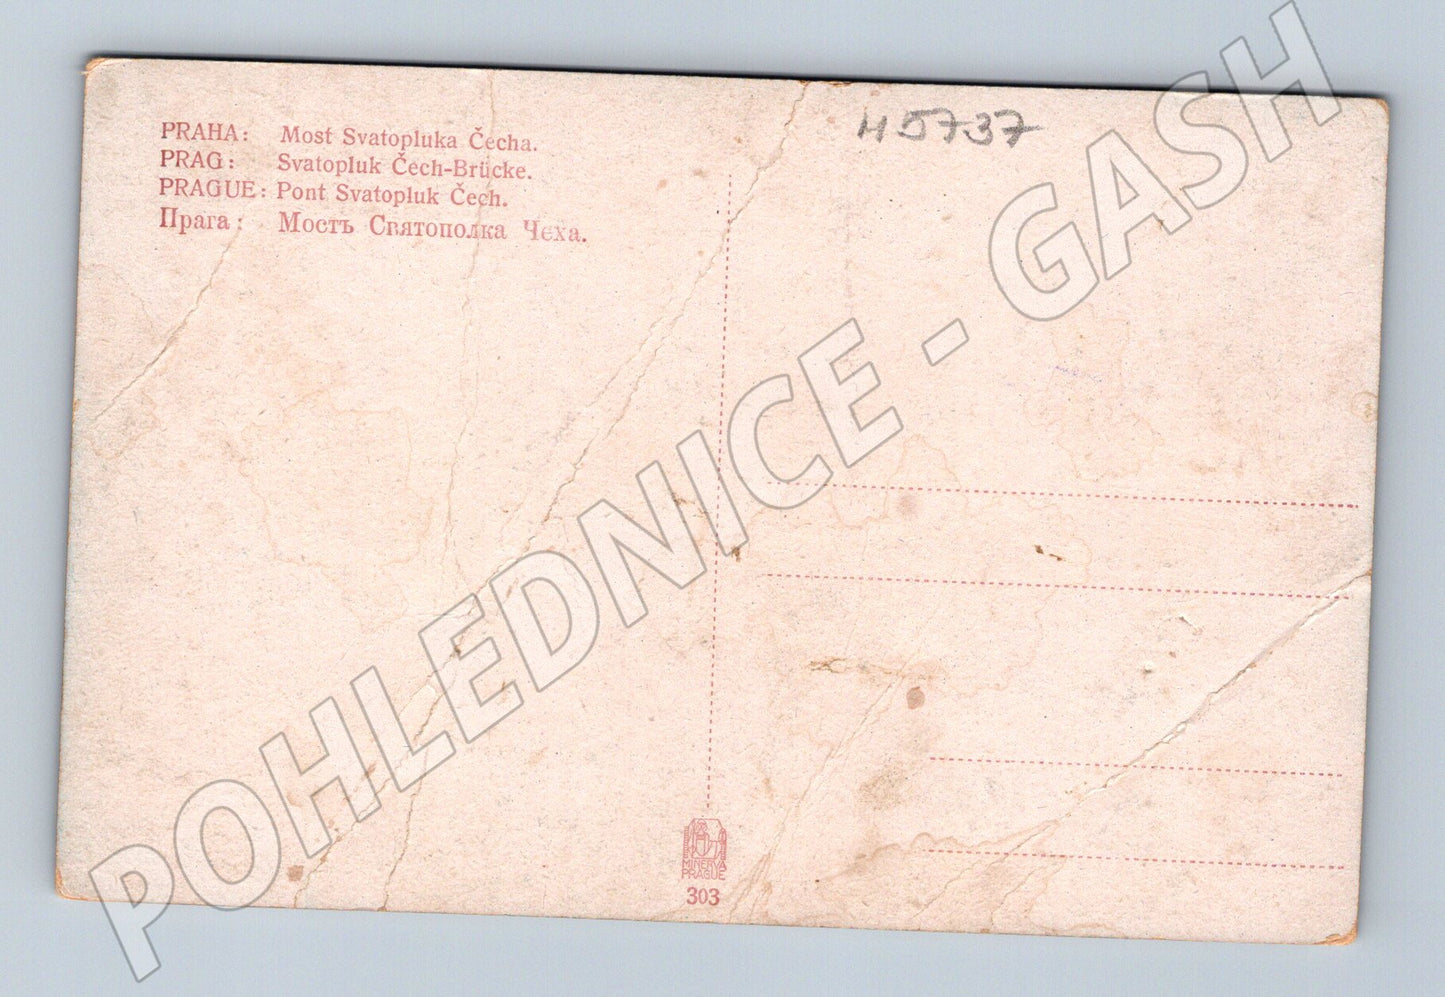 PRAHA: Most Svatopluka Čecha.
PRAG: Svatopluk Čech-Brücke.
PRAGUE: Pont Svatopluk Čech.
Прага: Мостъ Святополка Чеха.
45737
POHLEDNICE - GASH
MINERVA
PRAGUE
303